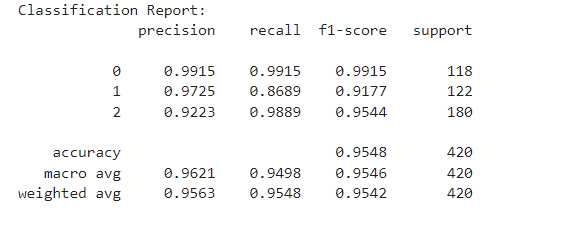 Classification Report:
precision recall f1-score support
0 0.9915 0.9915 0.9915 118
1 0.9725 0.8689 0.9177 122
2 0.9223 0.9889 0.9544 180
accuracy 0.9548 420
macro avg 0.9621 0.9498 0.9546 420
weighted avg 0.9563 0.9548 0.9542 420